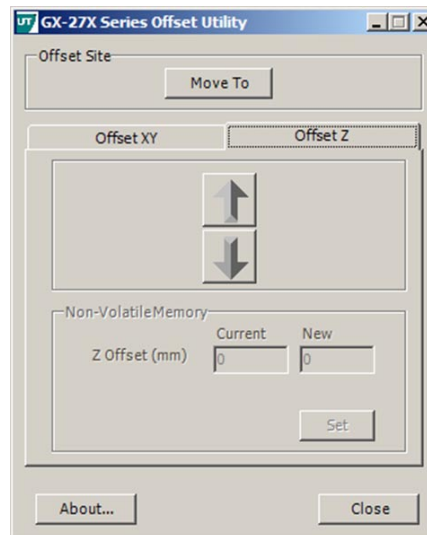 UT GX-27X Series Offset Utility
Offset Site
Move To
Offset XY Offset Z
Non-VolatileMemory
Current New
Z Offset (mm) 0 0
Set
About... Close